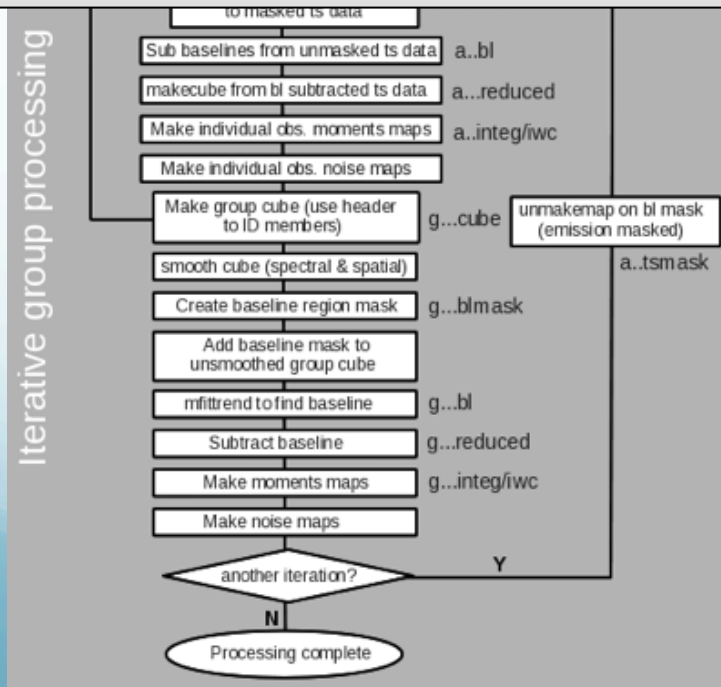 Iterative group processing
to masked ts data
Sub baselines from unmasked ts data
a..bl
makecube from bl subtracted ts data
a...reduced
Make individual obs. moments maps
a..integ/iwc
Make individual obs. noise maps
Make group cube (use header
to ID members)
g...cube
unmakemap on bl mask
(emission masked)
a..tsmask
smooth cube (spectral & spatial)
Create baseline region mask
g...blmask
Add baseline mask to
unsmoothed group cube
mfittrend to find baseline
g...bl
Subtract baseline
g...reduced
Make moments maps
g...integ/iwc
Make noise maps
another iteration?
Y
N
Processing complete